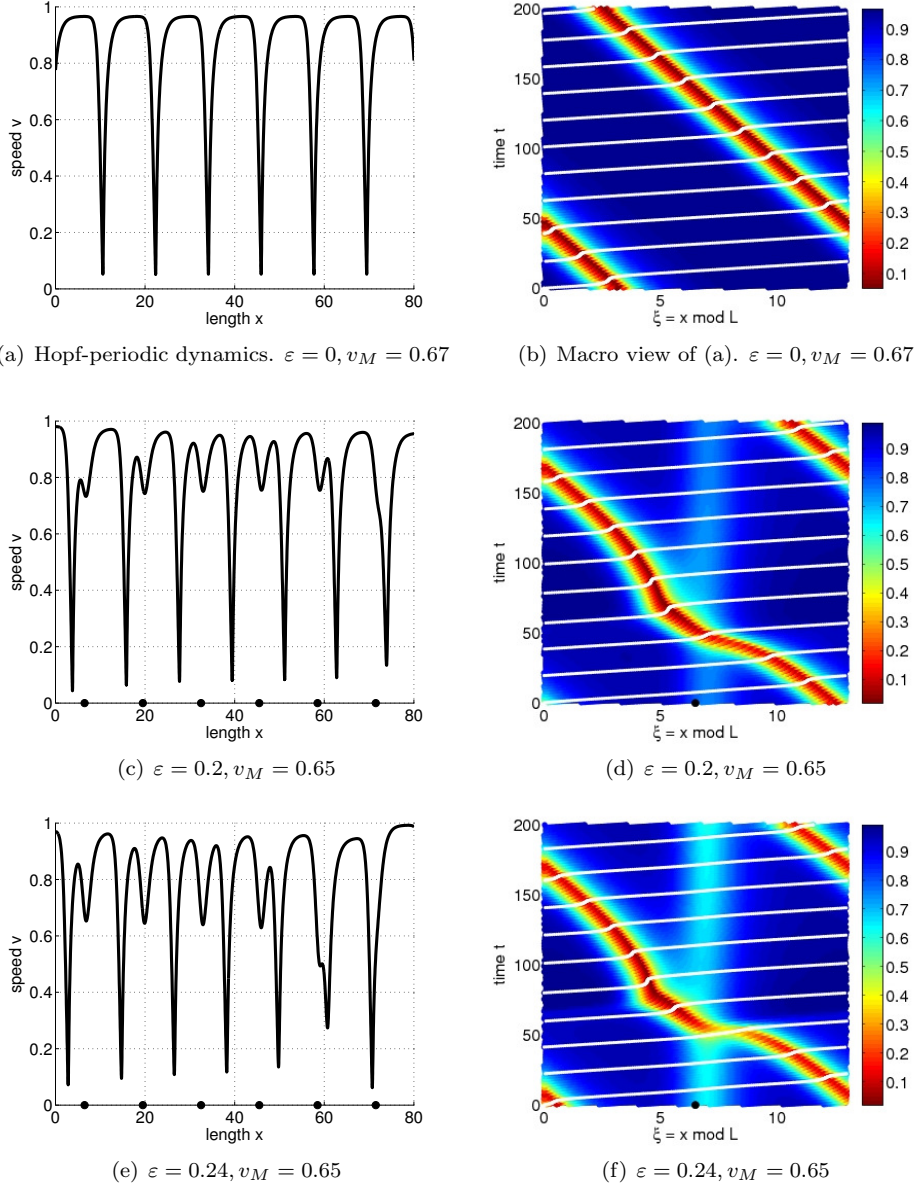 1
0.8
0.6
0.4
0.2
0
speed v
0 20 40 60 80
length x
200
150
100
50
0
time t
0 5 10
ξ = x mod L
0.9
0.8
0.7
0.6
0.5
0.4
0.3
0.2
0.1
a) Hopf-periodic dynamics. ε = 0, v_M = 0.67
(b) Macro view of (a). ε = 0, v_M = 0.67
1
0.8
0.6
0.4
0.2
0
speed v
0 20 40 60 80
length x
200
150
100
50
0
time t
0 5 10
ξ = x mod L
0.9
0.8
0.7
0.6
0.5
0.4
0.3
0.2
0.1
(c) ε = 0.2, v_M = 0.65
(d) ε = 0.2, v_M = 0.65
1
0.8
0.6
0.4
0.2
0
speed v
0 20 40 60 80
length x
200
150
100
50
0
time t
0 5 10
ξ = x mod L
0.9
0.8
0.7
0.6
0.5
0.4
0.3
0.2
0.1
(e) ε = 0.24, v_M = 0.65
(f) ε = 0.24, v_M = 0.65